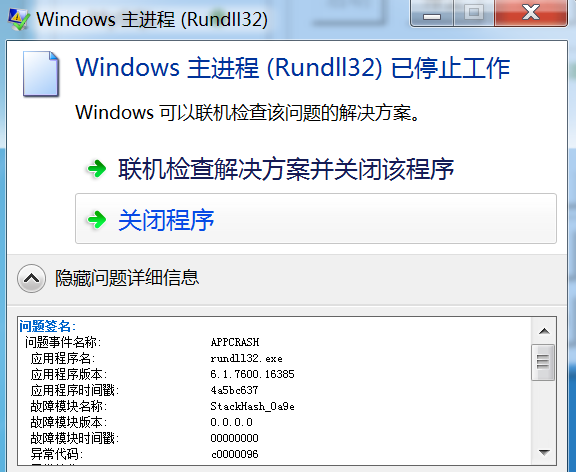 Windows 主进程 (Rundll32)
Windows 主进程 (Rundll32) 已停止工作
Windows 可以联机检查该问题的解决方案。
联机检查解决方案并关闭该程序
关闭程序
隐藏问题详细信息
问题签名:
问题事件名称: APPCRASH
应用程序名: rundll32.exe
应用程序版本: 6.1.7600.16385
应用程序时间戳: 4a5bc637
故障模块名称: StackHash_0a9e
故障模块版本: 0.0.0.0
故障模块时间戳: 00000000
异常代码: c0000096